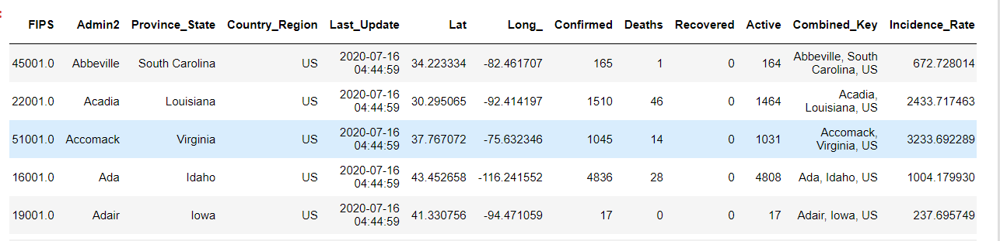 FIPS Admin2 Province_State Country_Region Last_Update Lat Long_ Confirmed Deaths Recovered Active Combined_Key Incidence_Rate
45001.0 Abbeville South Carolina US 2020-07-16 04:44:59 34.223334 -82.461707 165 1 0 164 Abbeville, South Carolina, US 672.728014
22001.0 Acadia Louisiana US 2020-07-16 04:44:59 30.295065 -92.414197 1510 46 0 1464 Acadia, Louisiana, US 2433.717463
51001.0 Accomack Virginia US 2020-07-16 04:44:59 37.767072 -75.632346 1045 14 0 1031 Accomack, Virginia, US 3233.692289
16001.0 Ada Idaho US 2020-07-16 04:44:59 43.452658 -116.241552 4836 28 0 4808 Ada, Idaho, US 1004.179930
19001.0 Adair Iowa US 2020-07-16 04:44:59 41.330756 -94.471059 17 0 0 17 Adair, Iowa, US 237.695749